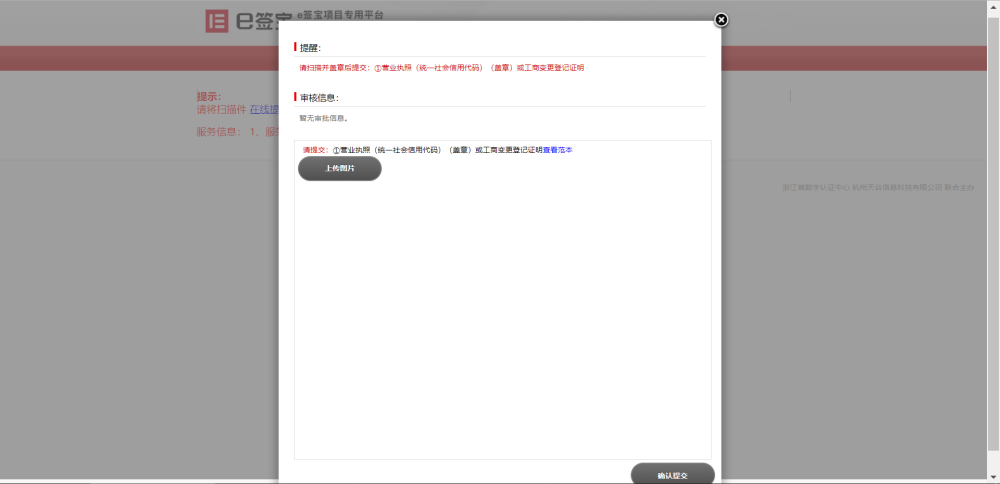 e签宝 e签宝项目专用平台
提醒：
请扫描并盖章后提交：①营业执照（统一社会信用代码）（盖章）或工商变更登记证明
提示：
审核信息：
请将扫描件 在线提
暂无审批信息。
服务信息： 1、服务
请提交：①营业执照（统一社会信用代码）（盖章）或工商变更登记证明查看范本
上传图片
浙江省数字认证中心 杭州天谷信息科技有限公司 联合主办
确认提交